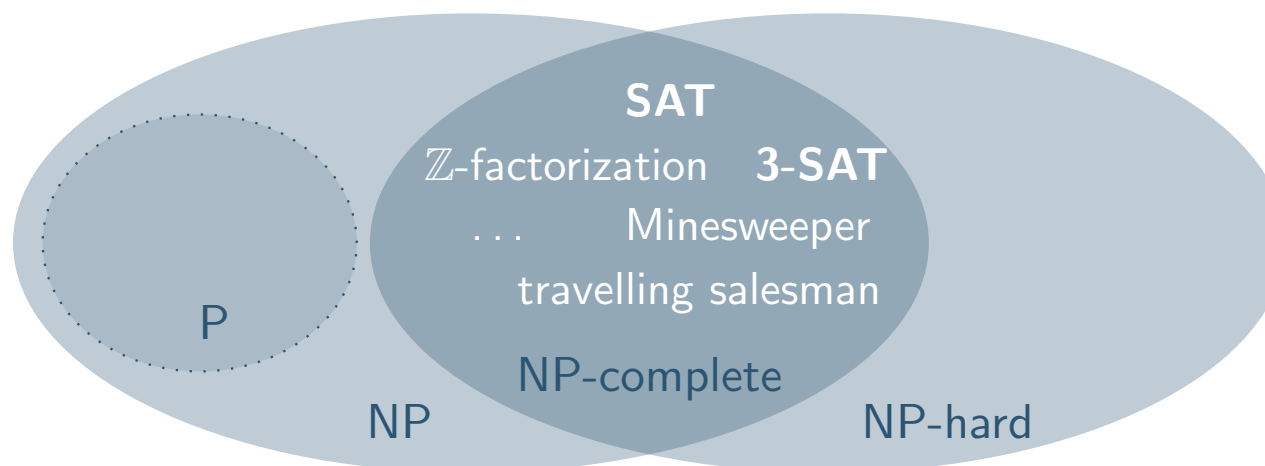 SAT
ℤ-factorization 3-SAT
... Minesweeper
travelling salesman
P
NP-complete
NP NP-hard